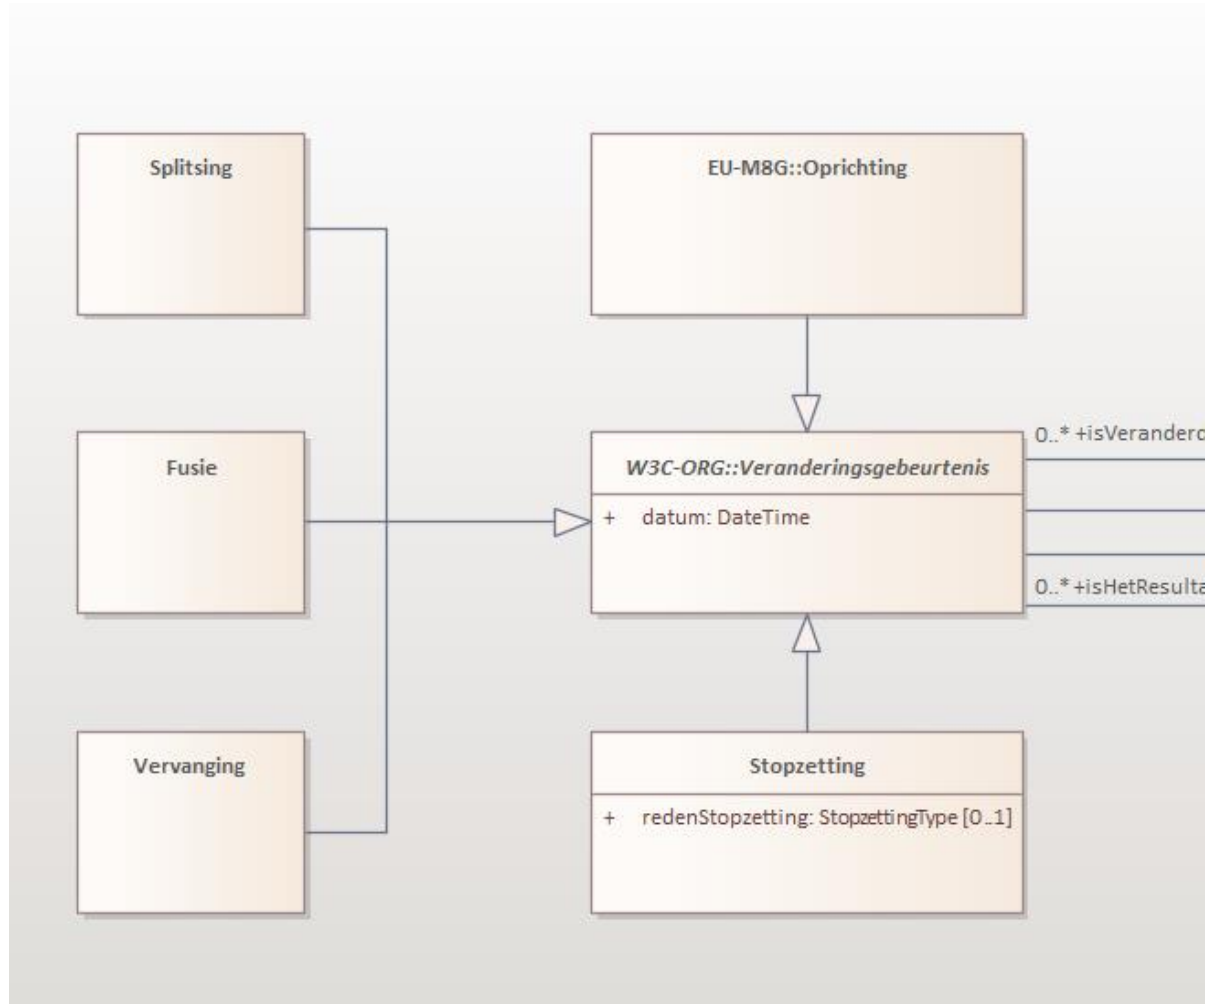 Splitsing
EU-M8G::Oprichting
Fusie
W3C-ORG::Veranderingsgebeurtenis
+ datum: DateTime
0..* +isVeranderd
0..* +isHetResulta
Vervanging
Stopzetting
+ redenStopzetting: StopzettingType [0..1]